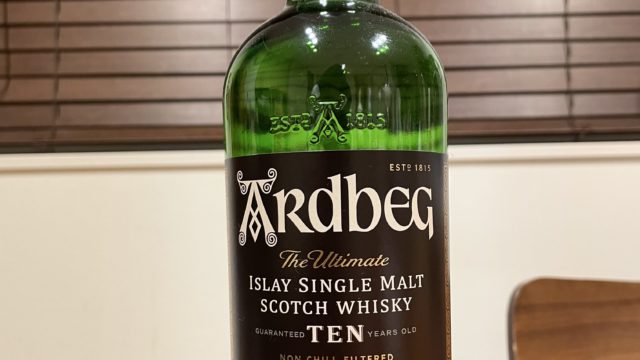 ESTD 1815
ESTD 1815
ARDBEG
The Ultimate
ISLAY SINGLE MALT
SCOTCH WHISKY
GUARANTEED TEN YEARS OLD
NON CHILL-FILTERED